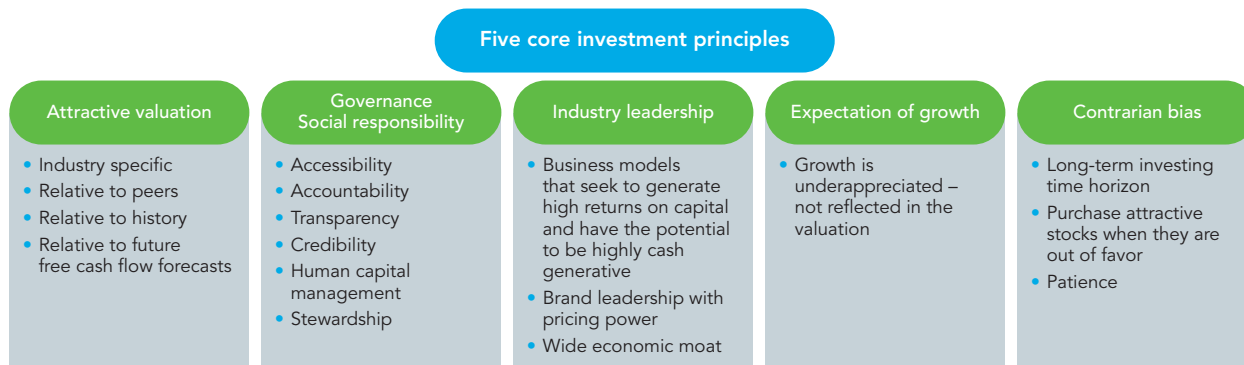 Five core investment principles
Attractive valuation
• Industry specific
• Relative to peers
• Relative to history
• Relative to future
free cash flow forecasts
Governance
Social responsibility
• Accessibility
• Accountability
• Transparency
• Credibility
• Human capital
management
• Stewardship
Industry leadership
• Business models
that seek to generate
high returns on capital
and have the potential
to be highly cash
generative
• Brand leadership with
pricing power
• Wide economic moat
Expectation of growth
• Growth is
underappreciated –
not reflected in the
valuation
Contrarian bias
• Long-term investing
time horizon
• Purchase attractive
stocks when they are
out of favor
• Patience